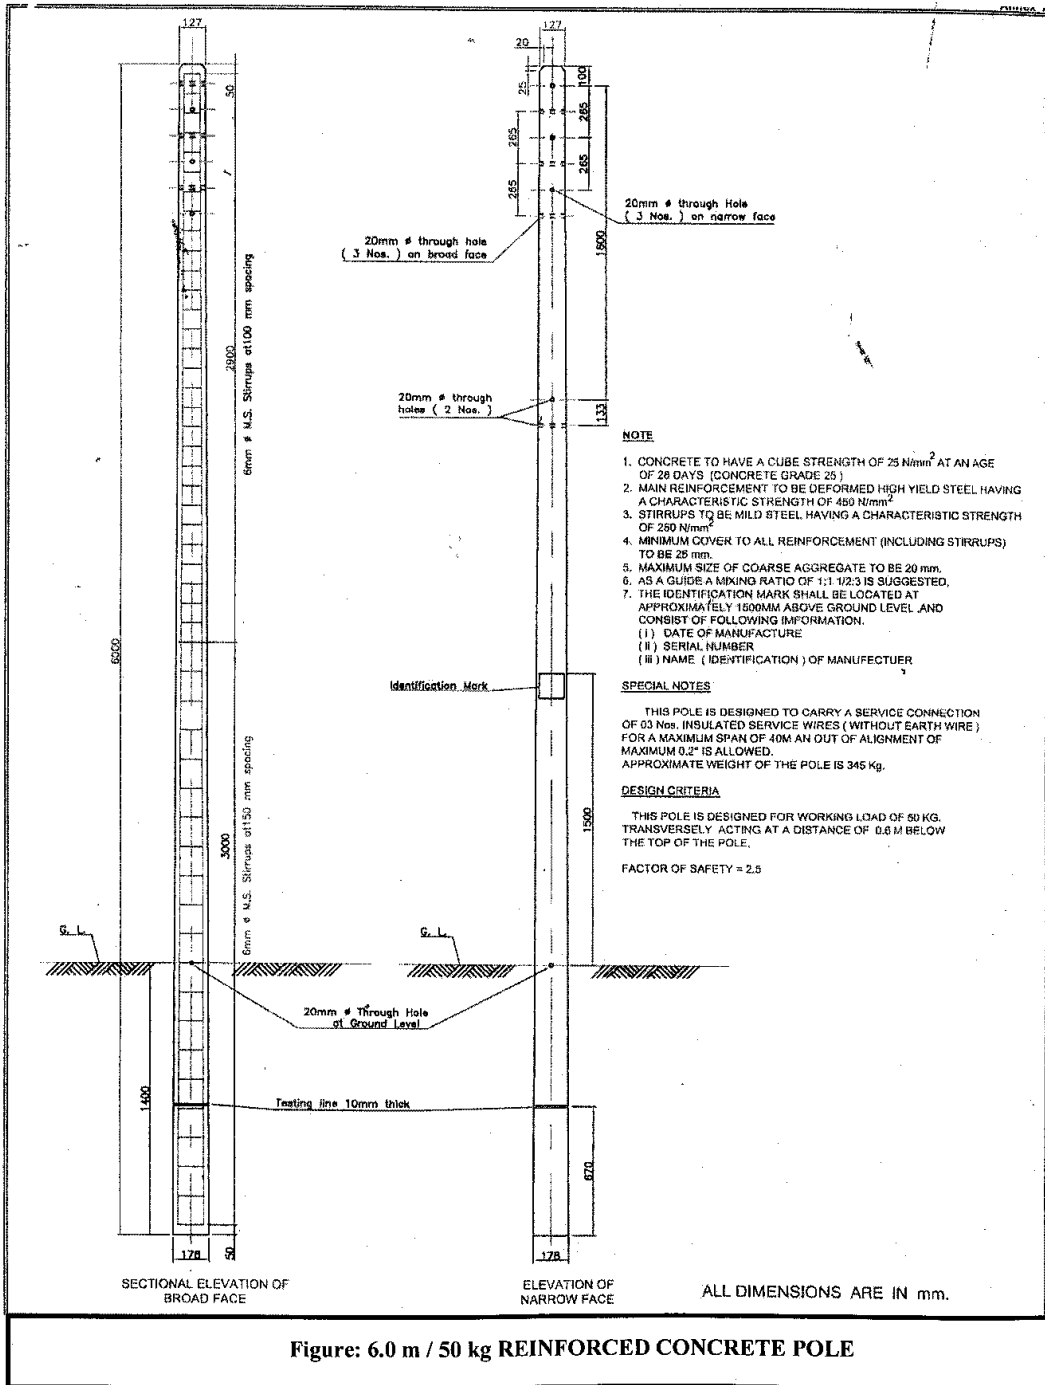 Annex
127
127
20
50
25
100
265
265
265
265
6000
20mm ø through Hole
( 3 Nos. ) on narrow face
20mm ø through hole
( 3 Nos. ) on broad face
1600
2900
6mm ø M.S. Stirrups at100 mm spacing
20mm ø through
holes ( 2 Nos. )
133
NOTE
1. CONCRETE TO HAVE A CUBE STRENGTH OF 25 N/mm² AT AN AGE
OF 28 DAYS (CONCRETE GRADE 25 )
2. MAIN REINFORCEMENT TO BE DEFORMED HIGH YIELD STEEL HAVING
A CHARACTERISTIC STRENGTH OF 460 N/mm²
3. STIRRUPS TO BE MILD STEEL HAVING A CHARACTERISTIC STRENGTH
OF 250 N/mm²
4. MINIMUM COVER TO ALL REINFORCEMENT (INCLUDING STIRRUPS)
TO BE 25 mm.
5. MAXIMUM SIZE OF COARSE AGGREGATE TO BE 20 mm.
6. AS A GUIDE A MIXING RATIO OF 1:1 1/2:3 IS SUGGESTED.
7. THE IDENTIFICATION MARK SHALL BE LOCATED AT
APPROXIMATELY 1500MM ABOVE GROUND LEVEL AND
CONSIST OF FOLLOWING IMFORMATION.
( I ) DATE OF MANUFACTURE
( II ) SERIAL NUMBER
( III ) NAME ( IDENTIFICATION ) OF MANUFECTUER
Identification Mark
SPECIAL NOTES
THIS POLE IS DESIGNED TO CARRY A SERVICE CONNECTION
OF 03 Nos. INSULATED SERVICE WIRES ( WITHOUT EARTH WIRE )
FOR A MAXIMUM SPAN OF 40M AN OUT OF ALIGNMENT OF
MAXIMUM 0.2° IS ALLOWED.
APPROXIMATE WEIGHT OF THE POLE IS 345 Kg.
DESIGN CRITERIA
THIS POLE IS DESIGNED FOR WORKING LOAD OF 50 KG.
TRANSVERSELY ACTING AT A DISTANCE OF 0.6 M BELOW
THE TOP OF THE POLE.
FACTOR OF SAFETY = 2.5
3000
6mm ø M.S. Stirrups at150 mm spacing
1500
G. L.
G. L.
20mm ø Through Hole
at Ground Level
1400
Testing line 10mm thick
670
178
50
178
SECTIONAL ELEVATION OF
BROAD FACE
ELEVATION OF
NARROW FACE
ALL DIMENSIONS ARE IN mm.
Figure: 6.0 m / 50 kg REINFORCED CONCRETE POLE